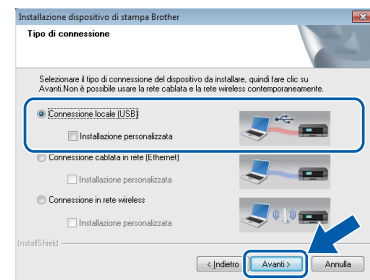 Installazione dispositivo di stampa Brother
Tipo di connessione
Selezionare il tipo di connessione del dispositivo da installare, quindi fare clic su
Avanti.Non è possibile usare la rete cablata e la rete wireless contemporaneamente.
Connessione locale (USB)
Installazione personalizzata
Connessione cablata in rete (Ethernet)
Installazione personalizzata
Connessione in rete wireless
Installazione personalizzata
InstallShield
< Indietro Avanti > Annulla